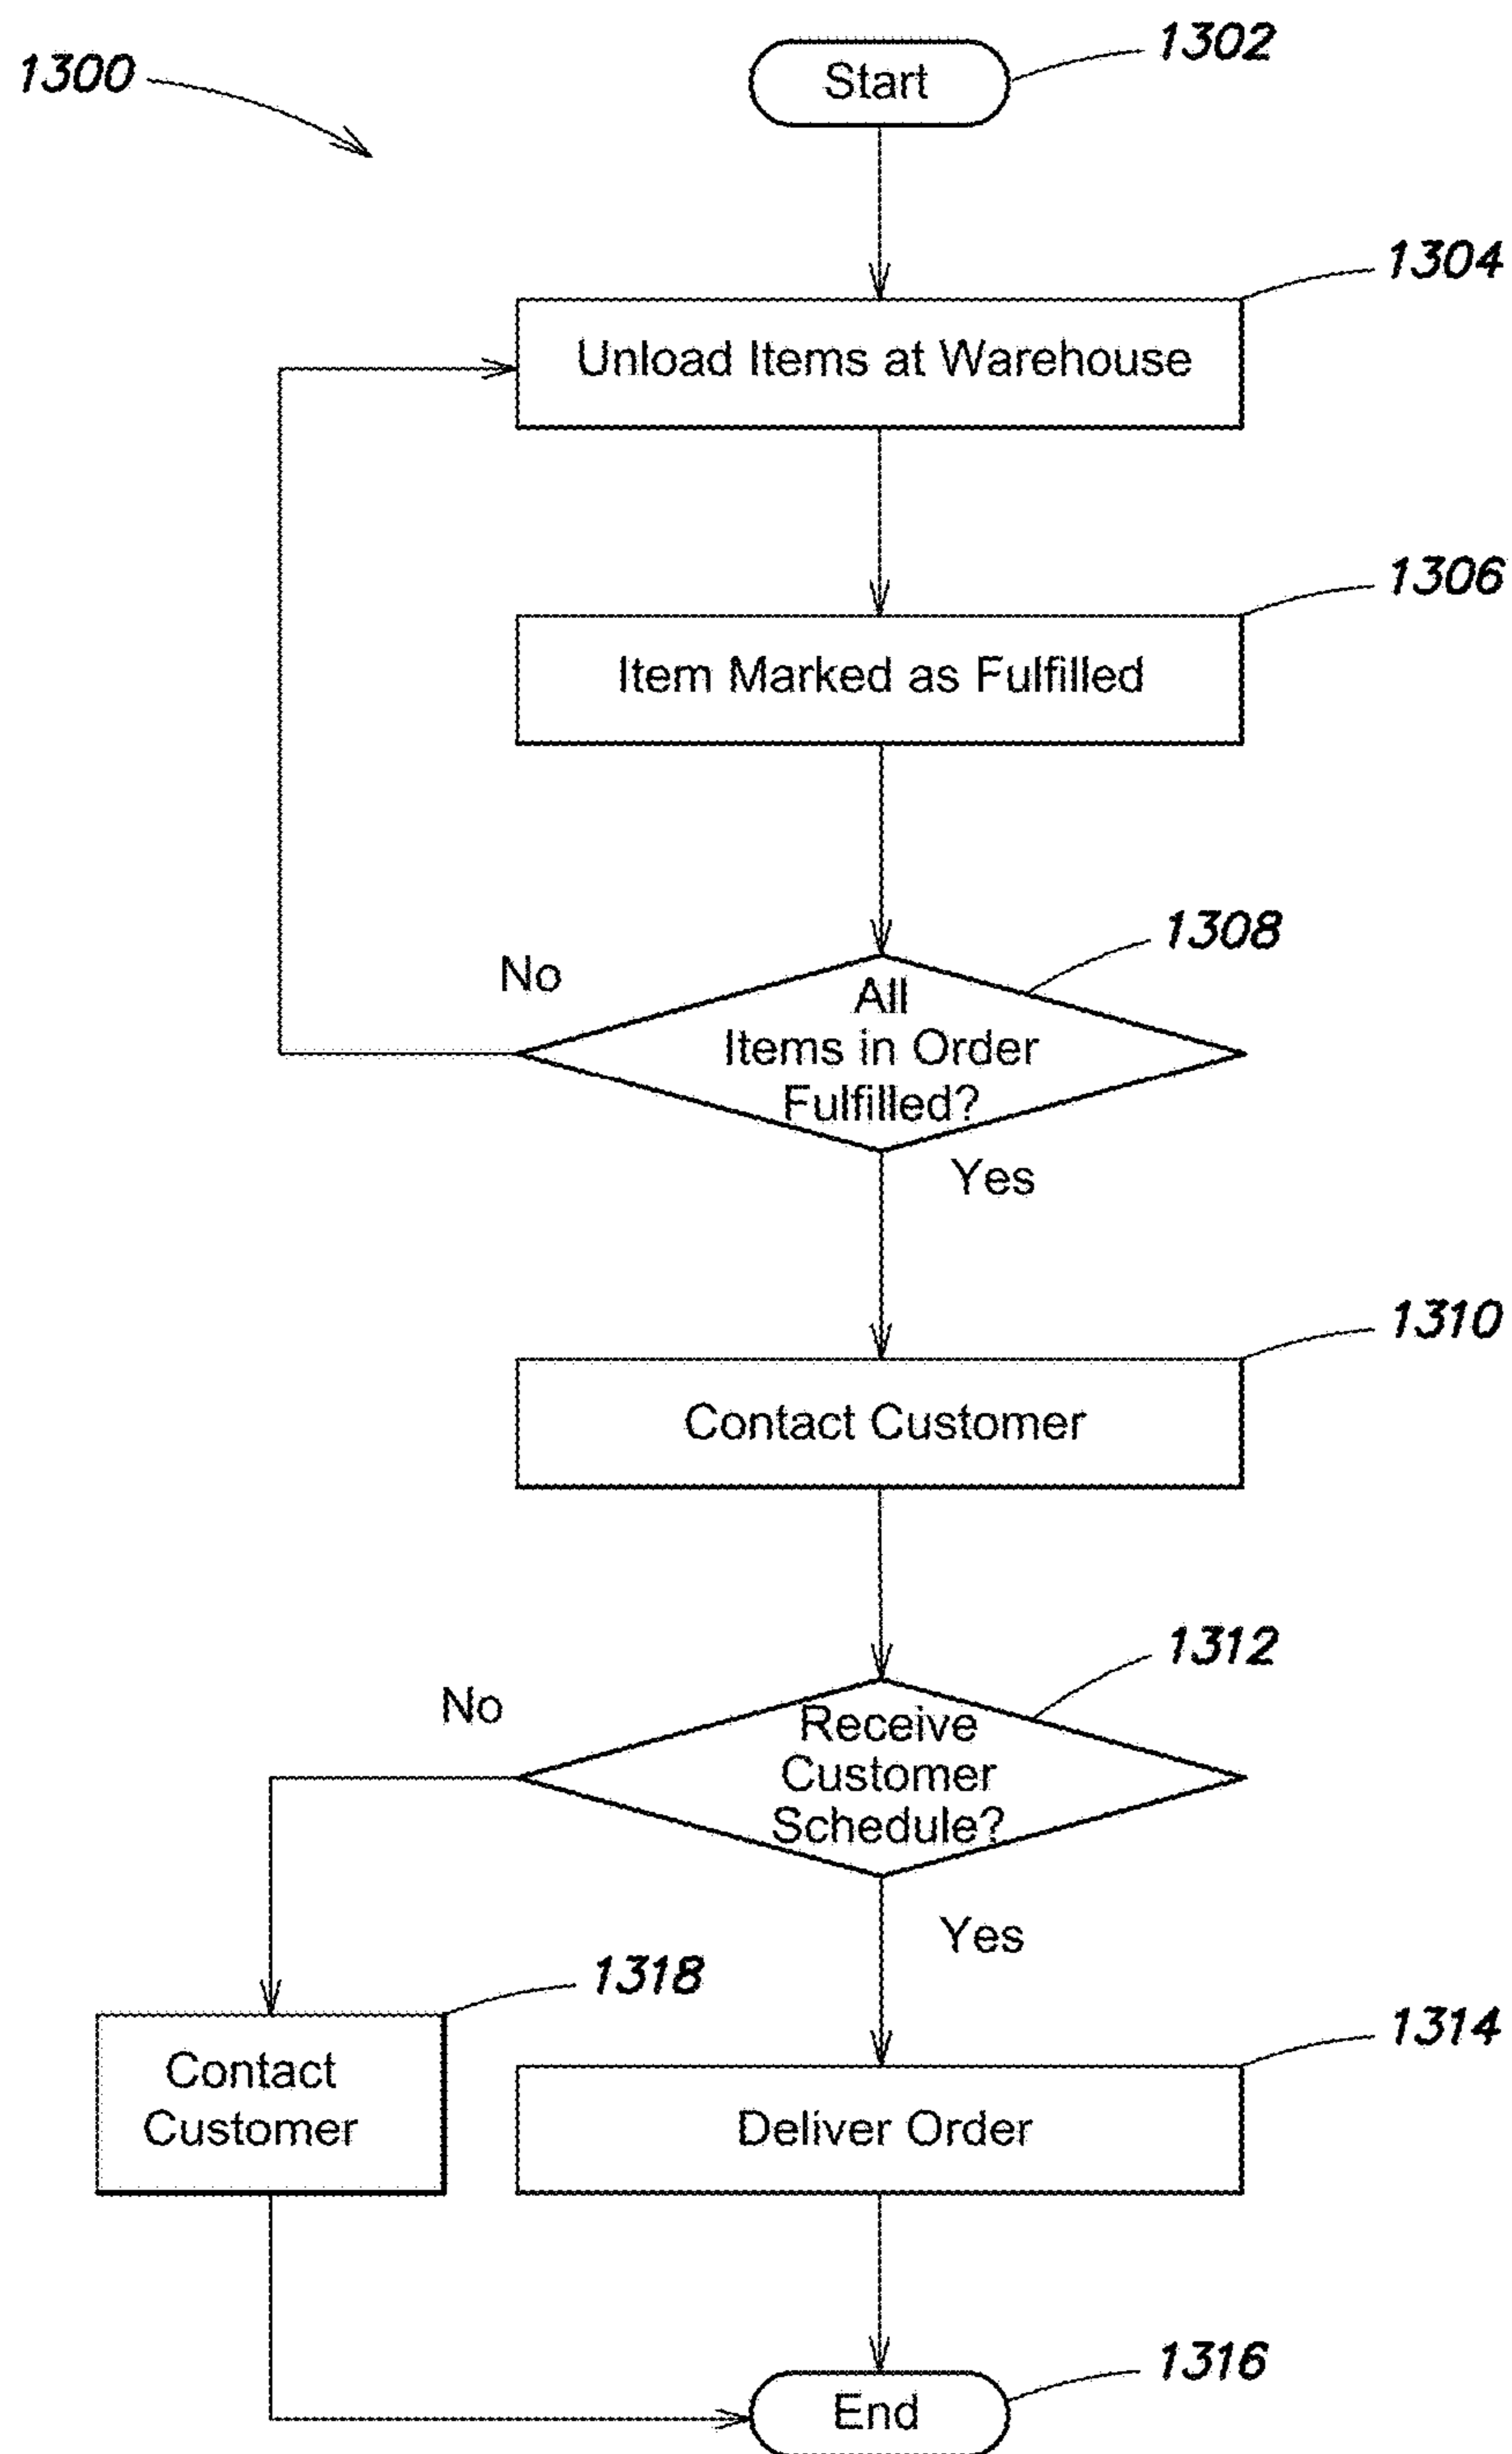 1300
Start
1302
1304
Unload Items at Warehouse
1306
Item Marked as Fulfilled
1308
No
All
Items in Order
Fulfilled?
Yes
1310
Contact Customer
1312
No
Receive
Customer
Schedule?
Yes
1318
Contact
Customer
1314
Deliver Order
1316
End